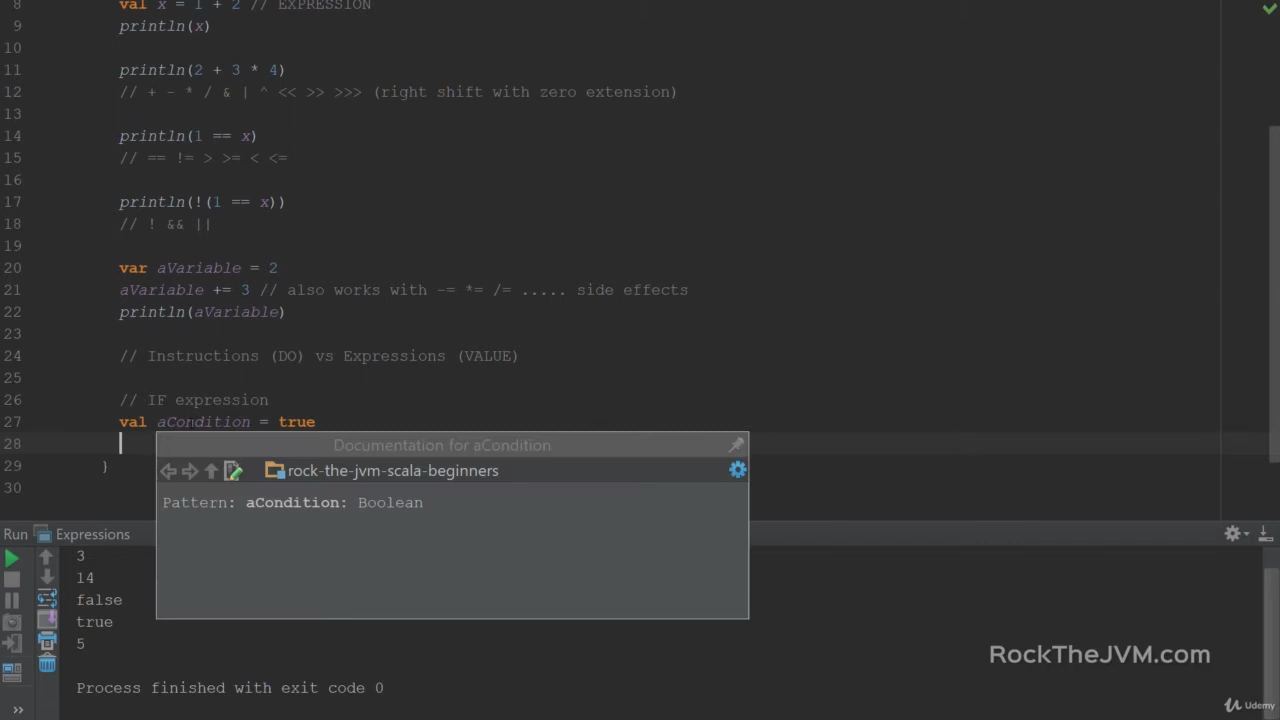 8 val x = 1 + 2 // EXPRESSION
9 println(x)
10
11 println(2 + 3 * 4)
12 // + - * / & | ^ << >> >>> (right shift with zero extension)
13
14 println(1 == x)
15 // == != > >= < <=
16
17 println(!(1 == x))
18 // ! && ||
19
20 var aVariable = 2
21 aVariable += 3 // also works with -= *= /= ..... side effects
22 println(aVariable)
23
24 // Instructions (DO) vs Expressions (VALUE)
25
26 // IF expression
27 val aCondition = true
28
Documentation for aCondition
rock-the-jvm-scala-beginners
Pattern: aCondition: Boolean
29 }
30
Run Expressions
3
14
false
true
5
Process finished with exit code 0
RockTheJVM.com
Udemy